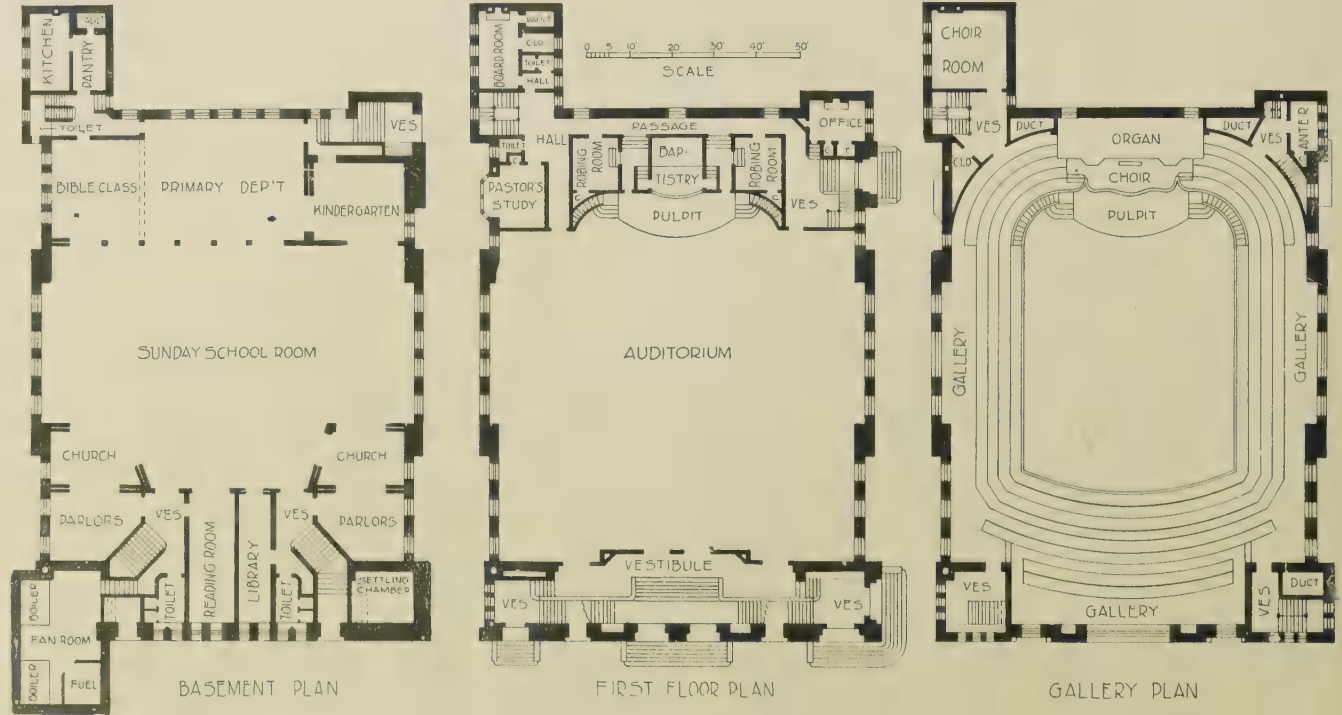 KITCHEN
PANTRY
TOILET
VES
BIBLE CLASS
PRIMARY DEP'T
KINDERGARTEN
SUNDAY SCHOOL ROOM
CHURCH
CHURCH
PARLORS
VES
VES
PARLORS
READING ROOM
LIBRARY
TOILET
TOILET
SETTLING
CHAMBER
BOILER
FAN ROOM
BOILER
FUEL
BASEMENT PLAN
BOARD ROOM
CLO
TOILET
HALL
0 5 10 20' 30' 40' 50'
SCALE
HALL
PASSAGE
OFFICE
TOILET
C
ROBING
ROOM
BAP-
TISTRY
ROBING
ROOM
PASTOR'S
STUDY
C
C
PULPIT
VES
AUDITORIUM
VESTIBULE
VES
VES
FIRST FLOOR PLAN
CHOIR
ROOM
VES
DUCT
ORGAN
DUCT
VES
CLO
CHOIR
PULPIT
GALLERY
GALLERY
VES
GALLERY
VES
DUCT
GALLERY PLAN